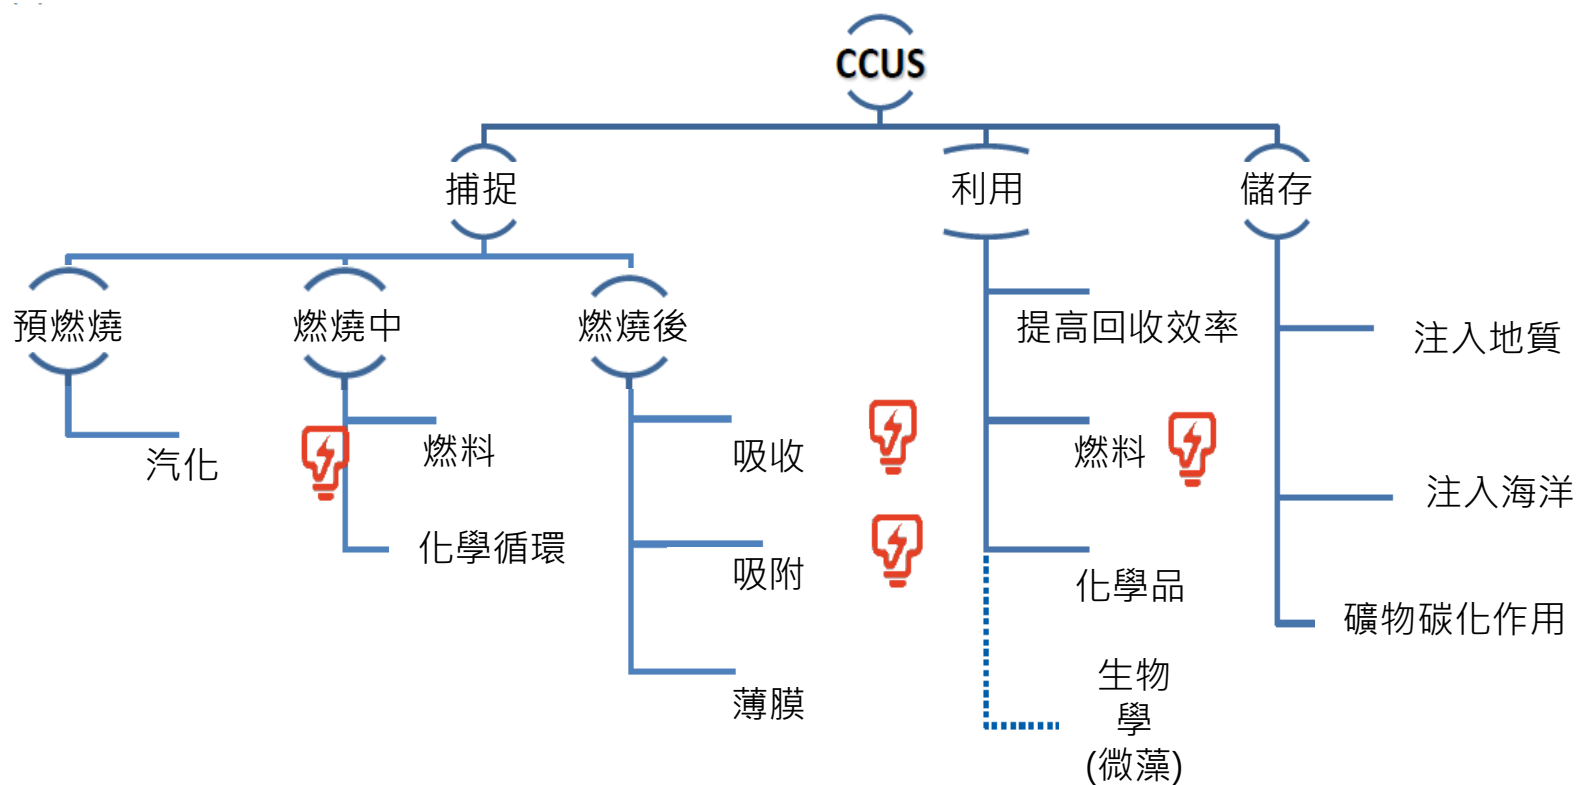 CCUS
捕捉
利用
儲存
預燃燒
燃燒中
燃燒後
提高回收效率
注入地質
汽化
燃料
吸收
燃料
注入海洋
化學循環
吸附
化學品
礦物碳化作用
薄膜
生物
學
(微藻)